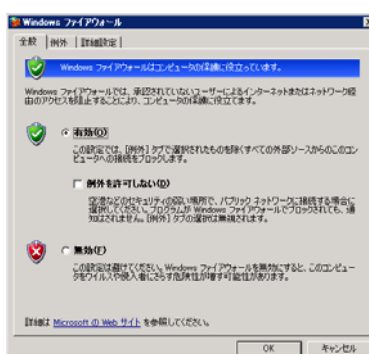 Windows ファイアウォール
全般 例外 詳細設定
Windows ファイアウォールはコンピュータの保護に役立っています。
Windows ファイアウォールでは、承認されていないユーザーによるインターネットまたはネットワーク経
由のアクセスを阻止することにより、コンピュータの保護に役立てます。
有効(O)
この設定では、[例外] タブで選択されたものを除くすべての外部ソースからのこのコン
ピュータへの接続をブロックします。
例外を許可しない(D)
空港などのセキュリティの弱い場所で、パブリック ネットワークに接続する場合に
選択してください。プログラムが Windows ファイアウォールでブロックされても、通
知はされません。[例外] タブの選択は無視されます。
無効(F)
この設定は避けてください。Windows ファイアウォールを無効にすると、このコンピュー
タをウイルスや侵入者にさらす危険性が増す可能性があります。
詳細は Microsoft の Web サイト を参照してください。
OK キャンセル